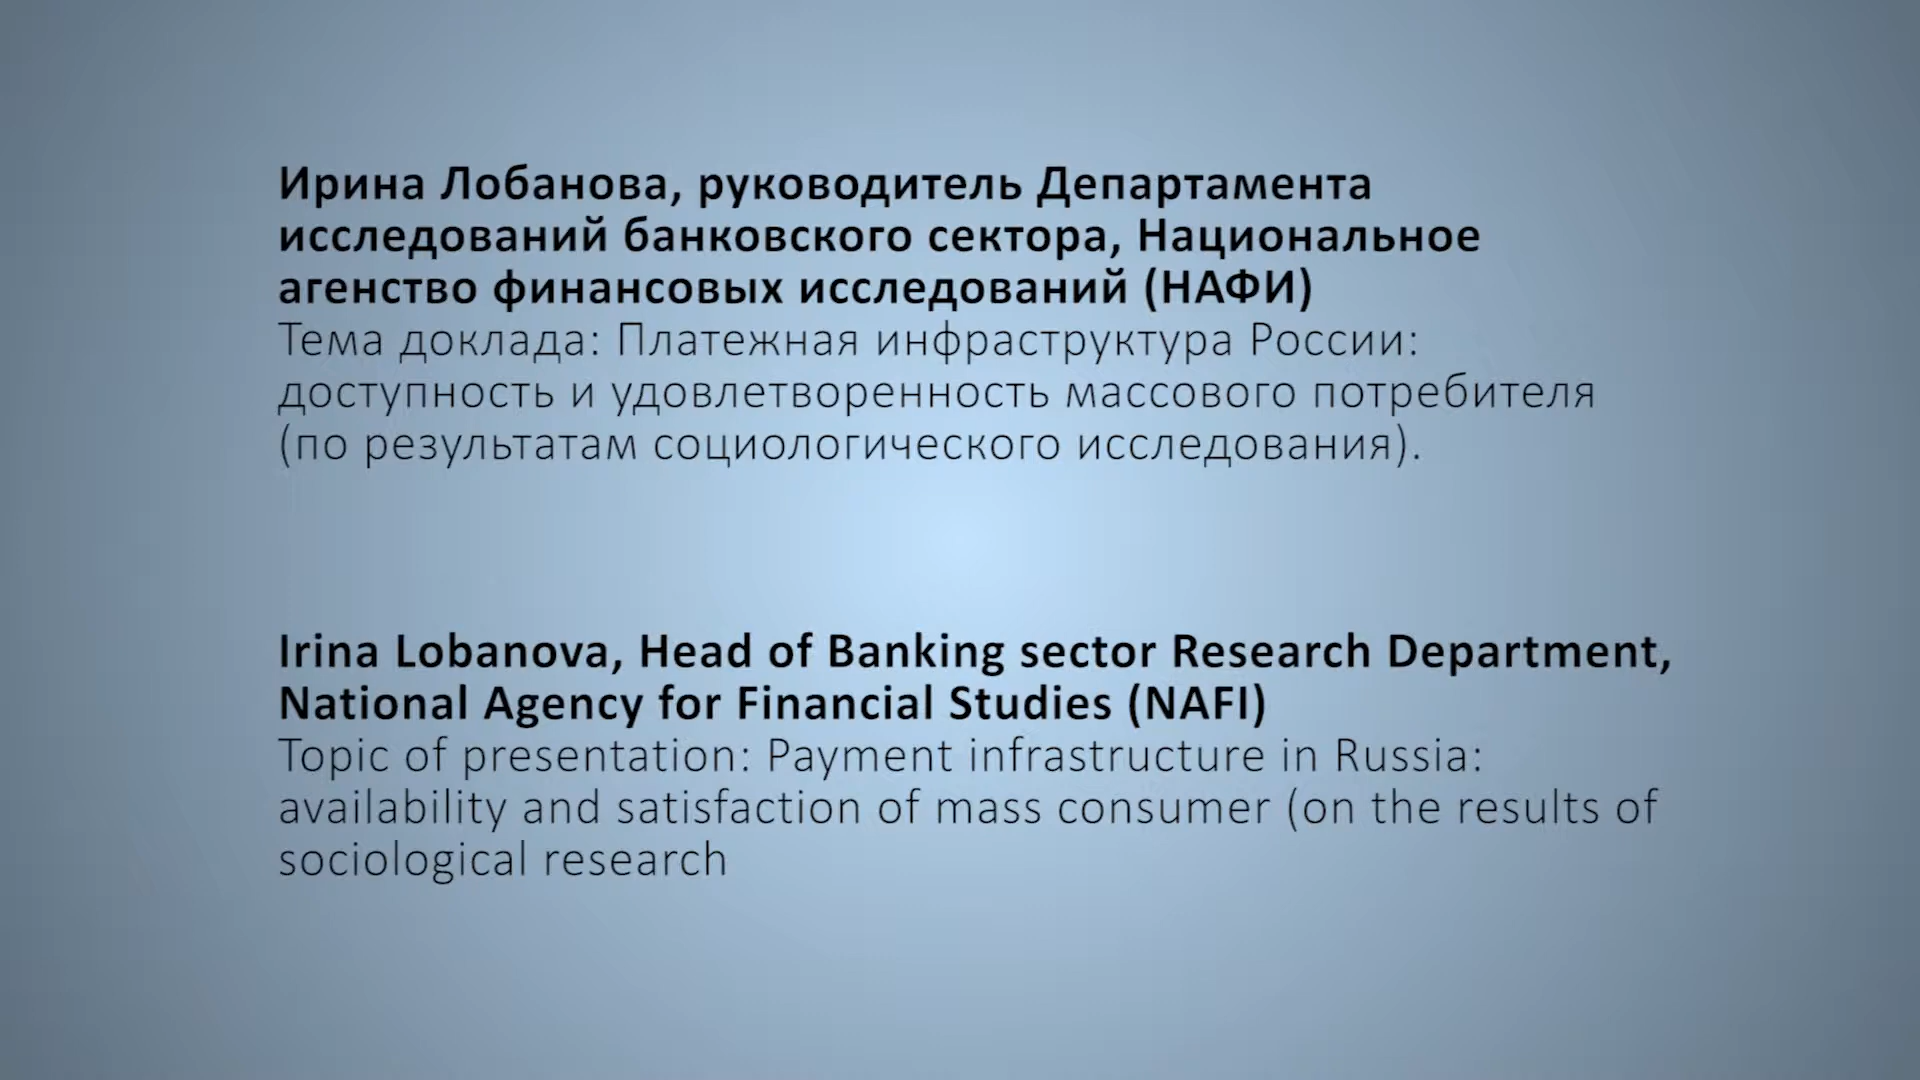 Ирина Лобанова, руководитель Департамента
исследований банковского сектора, Национальное
агенство финансовых исследований (НАФИ)
Тема доклада: Платежная инфраструктура России:
доступность и удовлетворенность массового потребителя
(по результатам социологического исследования).
Irina Lobanova, Head of Banking sector Research Department,
National Agency for Financial Studies (NAFI)
Topic of presentation: Payment infrastructure in Russia:
availability and satisfaction of mass consumer (on the results of
sociological research